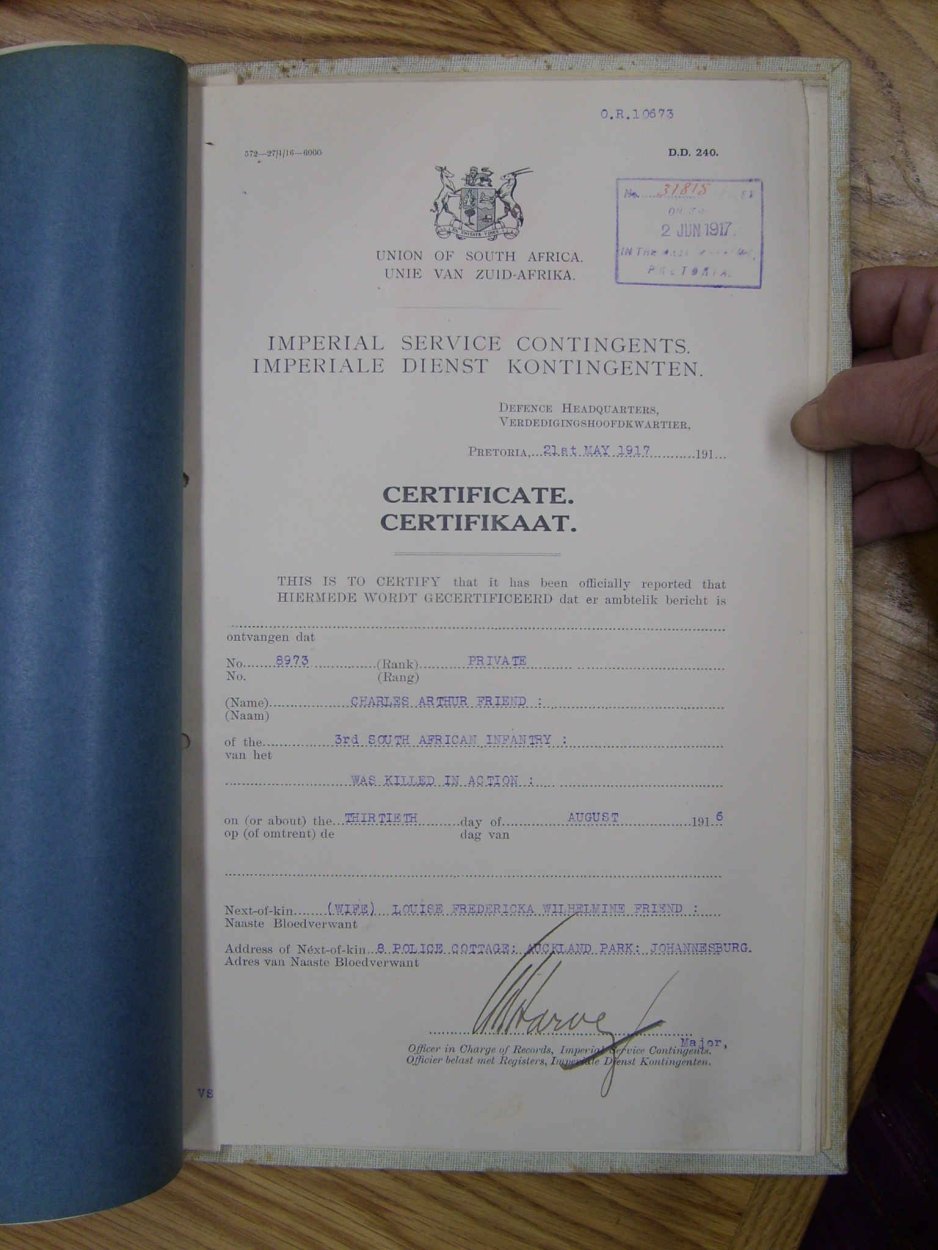 O.R.10673
572—27/1/16—6000
D.D. 240.
No. 31815
2 JUN 1917
IN THE
PRETORIA.
UNION OF SOUTH AFRICA.
UNIE VAN ZUID-AFRIKA.
IMPERIAL SERVICE CONTINGENTS.
IMPERIALE DIENST KONTINGENTEN.
DEFENCE HEADQUARTERS,
VERDEDIGINGSHOOFDKWARTIER,
PRETORIA, 21st MAY 1917 191
CERTIFICATE.
CERTIFIKAAT.
THIS IS TO CERTIFY that it has been officially reported that
HIERMEDE WORDT GECERTIFICEERD dat er ambtelik bericht is
ontvangen dat
No. 8973 (Rank) PRIVATE
No. (Rang)
(Name) CHARLES ARTHUR FRIEND :
(Naam)
of the 3rd SOUTH AFRICAN INFANTRY :
van het
WAS KILLED IN ACTION :
on (or about) the THIRTIETH day of AUGUST 1916
op (of omtrent) de dag van
Next-of-kin (WIFE) LOUISE FREDERICKA WILHELMINE FRIEND :
Naaste Bloedverwant
Address of Next-of-kin 8 POLICE COTTAGE; AUCKLAND PARK: JOHANNESBURG.
Adres van Naaste Bloedverwant
Harvey
Major,
Officer in Charge of Records, Imperial Service Contingents.
Officier belast met Registers, Imperiale Dienst Kontingenten.
VS